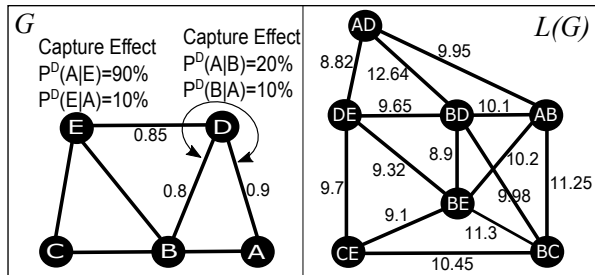 G
Capture Effect
P^D(A|E)=90%
P^D(E|A)=10%
Capture Effect
P^D(A|B)=20%
P^D(B|A)=10%
E
D
0.85
0.8
0.9
C
B
A
L(G)
AD
8.82
12.64
9.95
DE
9.65
BD
10.1
AB
9.7
9.32
8.9
10.2
11.25
9.98
BE
9.1
11.3
CE
10.45
BC